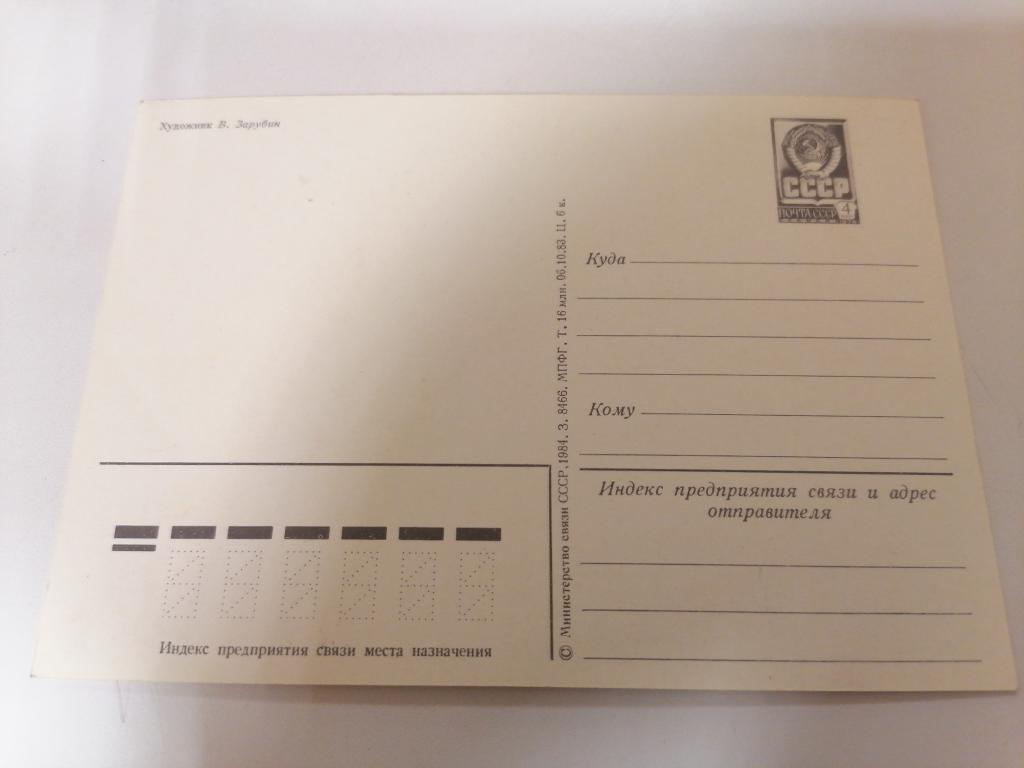 Художник В. Зарубин
СССР
ПОЧТА СССР 4
Куда
Кому
© Министерство связи СССР, 1984. З. 8466. МПФГ. Т. 16 млн. 06.10.83. Ц. 6 к.
Индекс предприятия связи и адрес
отправителя
Индекс предприятия связи места назначения